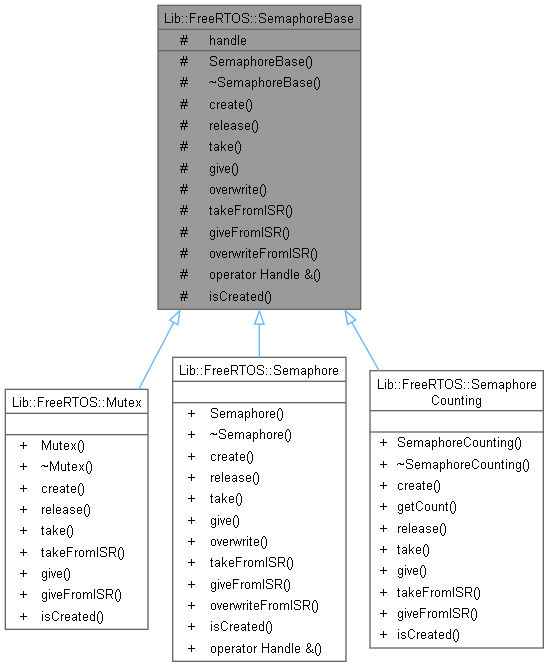 Lib::FreeRTOS::SemaphoreBase
# handle
# SemaphoreBase()
# ~SemaphoreBase()
# create()
# release()
# take()
# give()
# overwrite()
# takeFromISR()
# giveFromISR()
# overwriteFromISR()
# operator Handle &()
# isCreated()
Lib::FreeRTOS::Mutex
+ Mutex()
+ ~Mutex()
+ create()
+ release()
+ take()
+ takeFromISR()
+ give()
+ giveFromISR()
+ isCreated()
Lib::FreeRTOS::Semaphore
+ Semaphore()
+ ~Semaphore()
+ create()
+ release()
+ take()
+ give()
+ overwrite()
+ takeFromISR()
+ giveFromISR()
+ overwriteFromISR()
+ isCreated()
+ operator Handle &()
Lib::FreeRTOS::Semaphore
Counting
+ SemaphoreCounting()
+ ~SemaphoreCounting()
+ create()
+ getCount()
+ release()
+ take()
+ give()
+ takeFromISR()
+ giveFromISR()
+ isCreated()